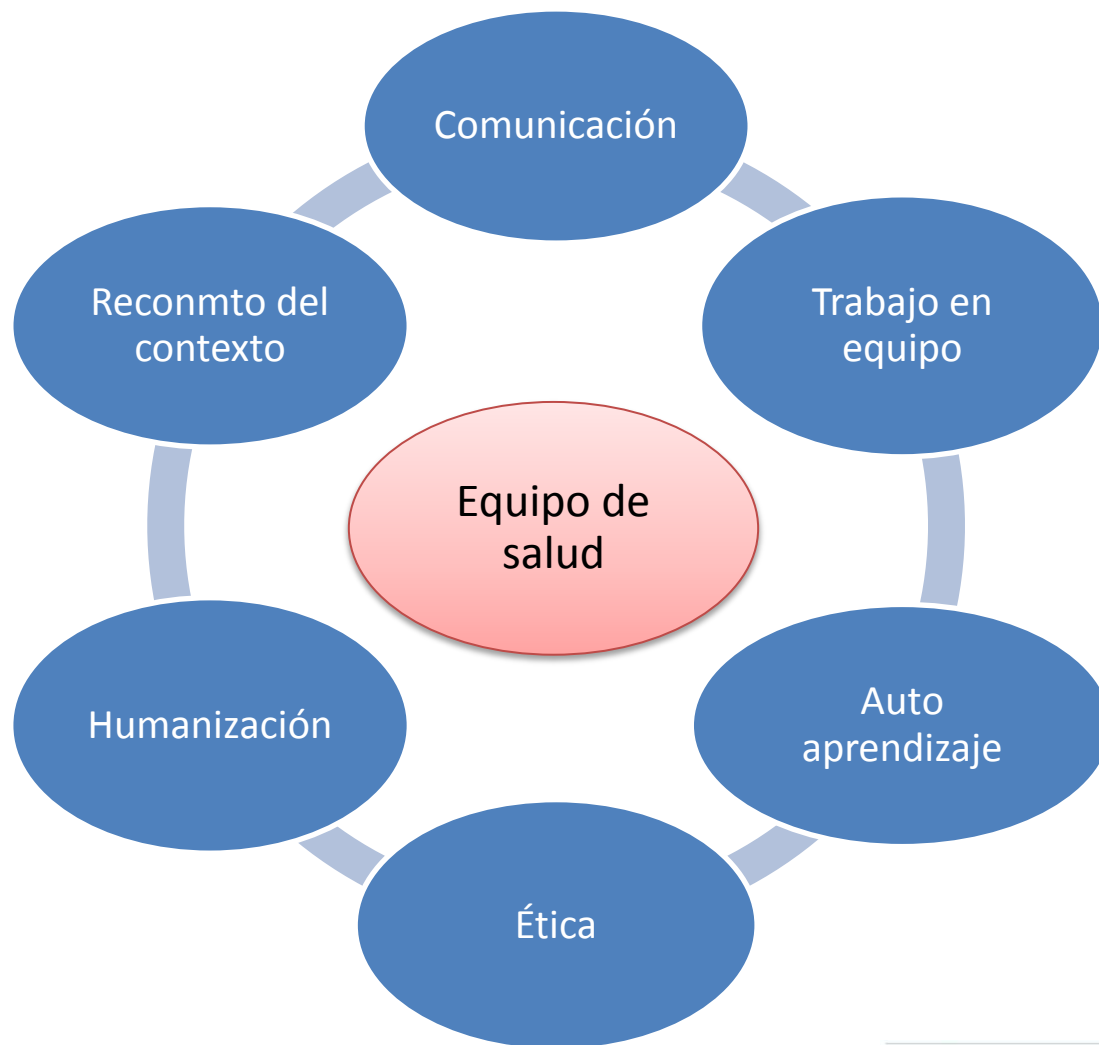 Comunicación
Trabajo en
equipo
Auto
aprendizaje
Ética
Humanización
Reconmto del
contexto
Equipo de
salud